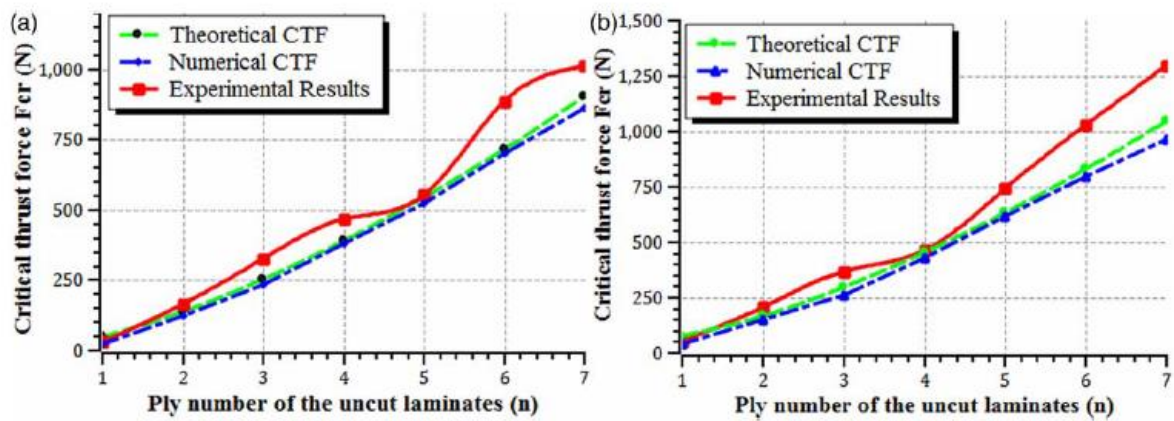 (a)
Theoretical CTF
Numerical CTF
Experimental Results
Critical thrust force Fcr (N)
1,000
750
500
250
0
1 2 3 4 5 6 7
Ply number of the uncut laminates (n)
(b)
Theoretical CTF
Numerical CTF
Experimental Results
Critical thrust force Fcr (N)
1,500
1,250
1,000
750
500
250
0
1 2 3 4 5 6 7
Ply number of the uncut laminates (n)